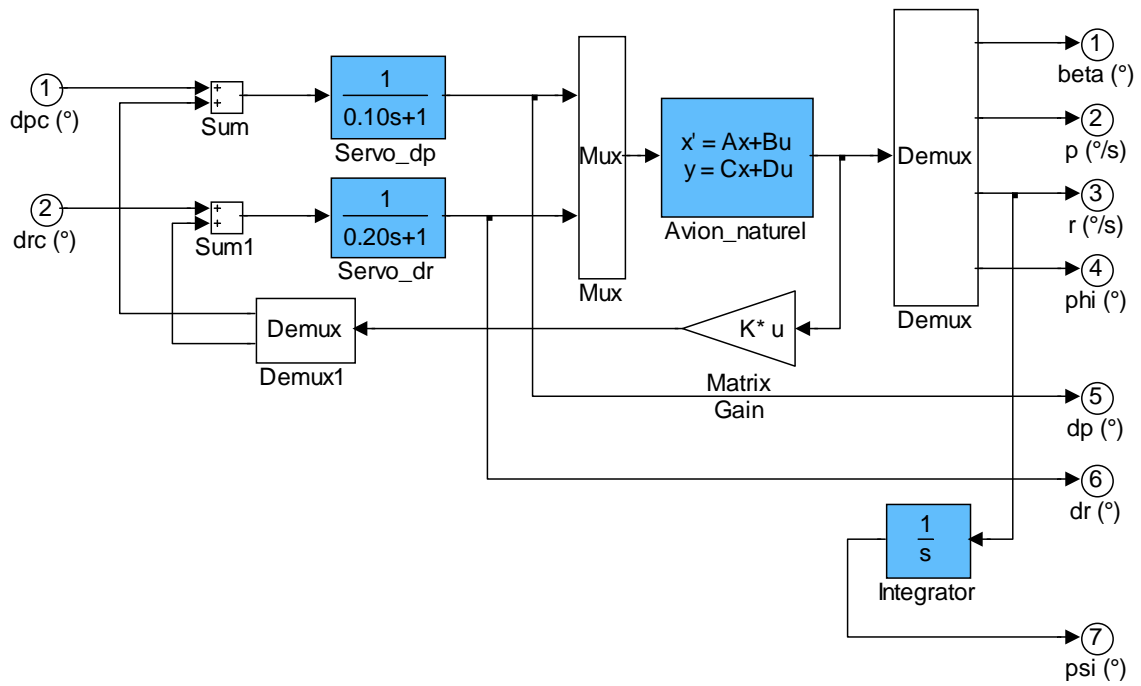 1
dpc (°)
+
+
Sum
1
0.10s+1
Servo_dp
2
drc (°)
+
+
Sum1
1
0.20s+1
Servo_dr
Mux
Mux
x' = Ax+Bu
y = Cx+Du
Avion_naturel
Demux
Demux
1
beta (°)
2
p (°/s)
3
r (°/s)
4
phi (°)
Demux
Demux1
K* u
Matrix
Gain
5
dp (°)
6
dr (°)
1
s
Integrator
7
psi (°)